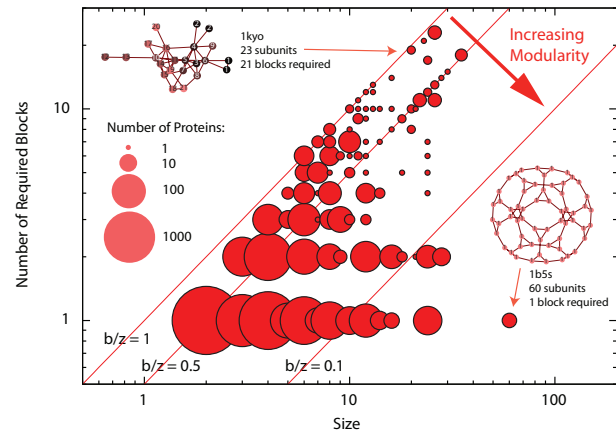 1kyo
23 subunits
21 blocks required
Increasing
Modularity
10
1
Number of Required Blocks
Number of Proteins:
1
10
100
1000
1b5s
60 subunits
1 block required
b/z = 1
b/z = 0.5
b/z = 0.1
1
10
100
Size